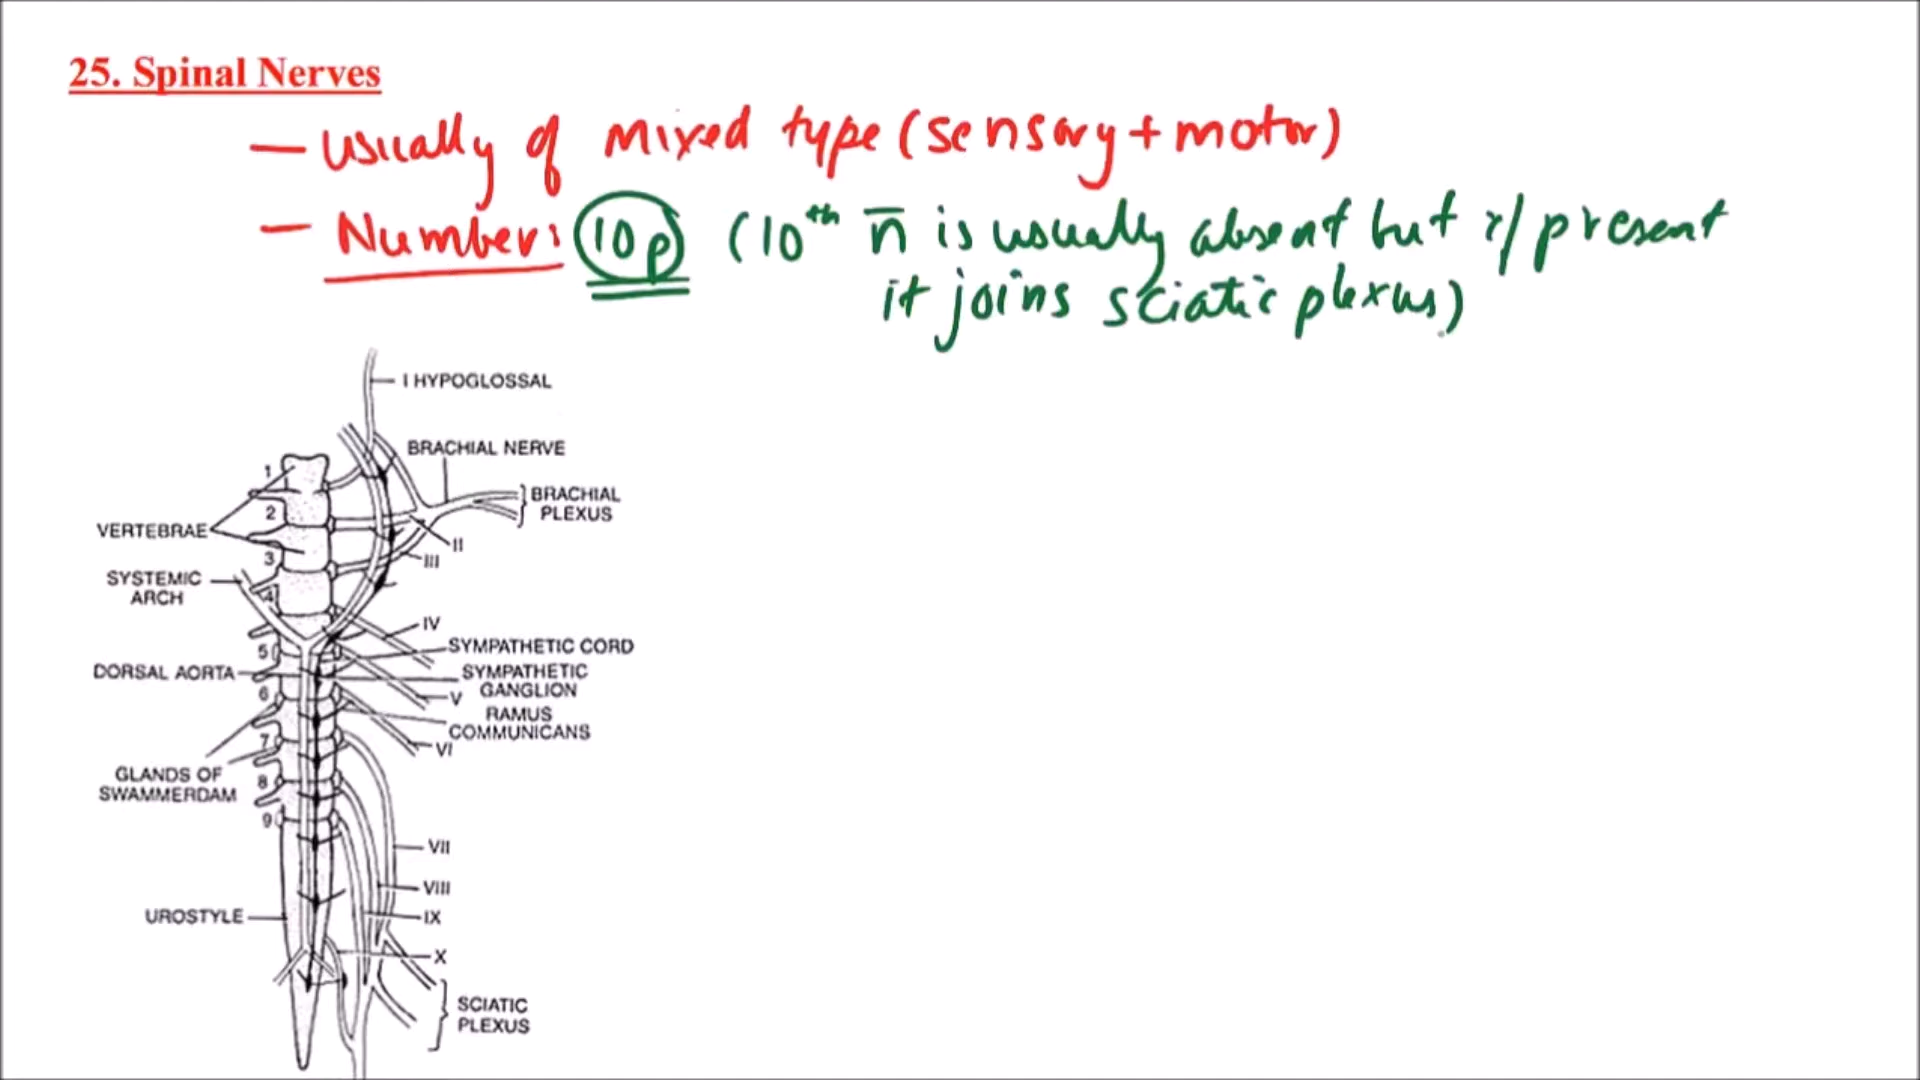 25. Spinal Nerves
— Usually of mixed type (sensory + motor)
— Number: 10p (10th n̄ is usually absent but if present
it joins sciatic plexus)
I HYPOGLOSSAL
BRACHIAL NERVE
BRACHIAL
PLEXUS
1
2
VERTEBRAE
II
3
III
SYSTEMIC
ARCH
4
IV
5
SYMPATHETIC CORD
DORSAL AORTA
SYMPATHETIC
GANGLION
6
V
RAMUS
COMMUNICANS
7
VI
GLANDS OF
SWAMMERDAM
8
9
VII
VIII
UROSTYLE
IX
X
SCIATIC
PLEXUS